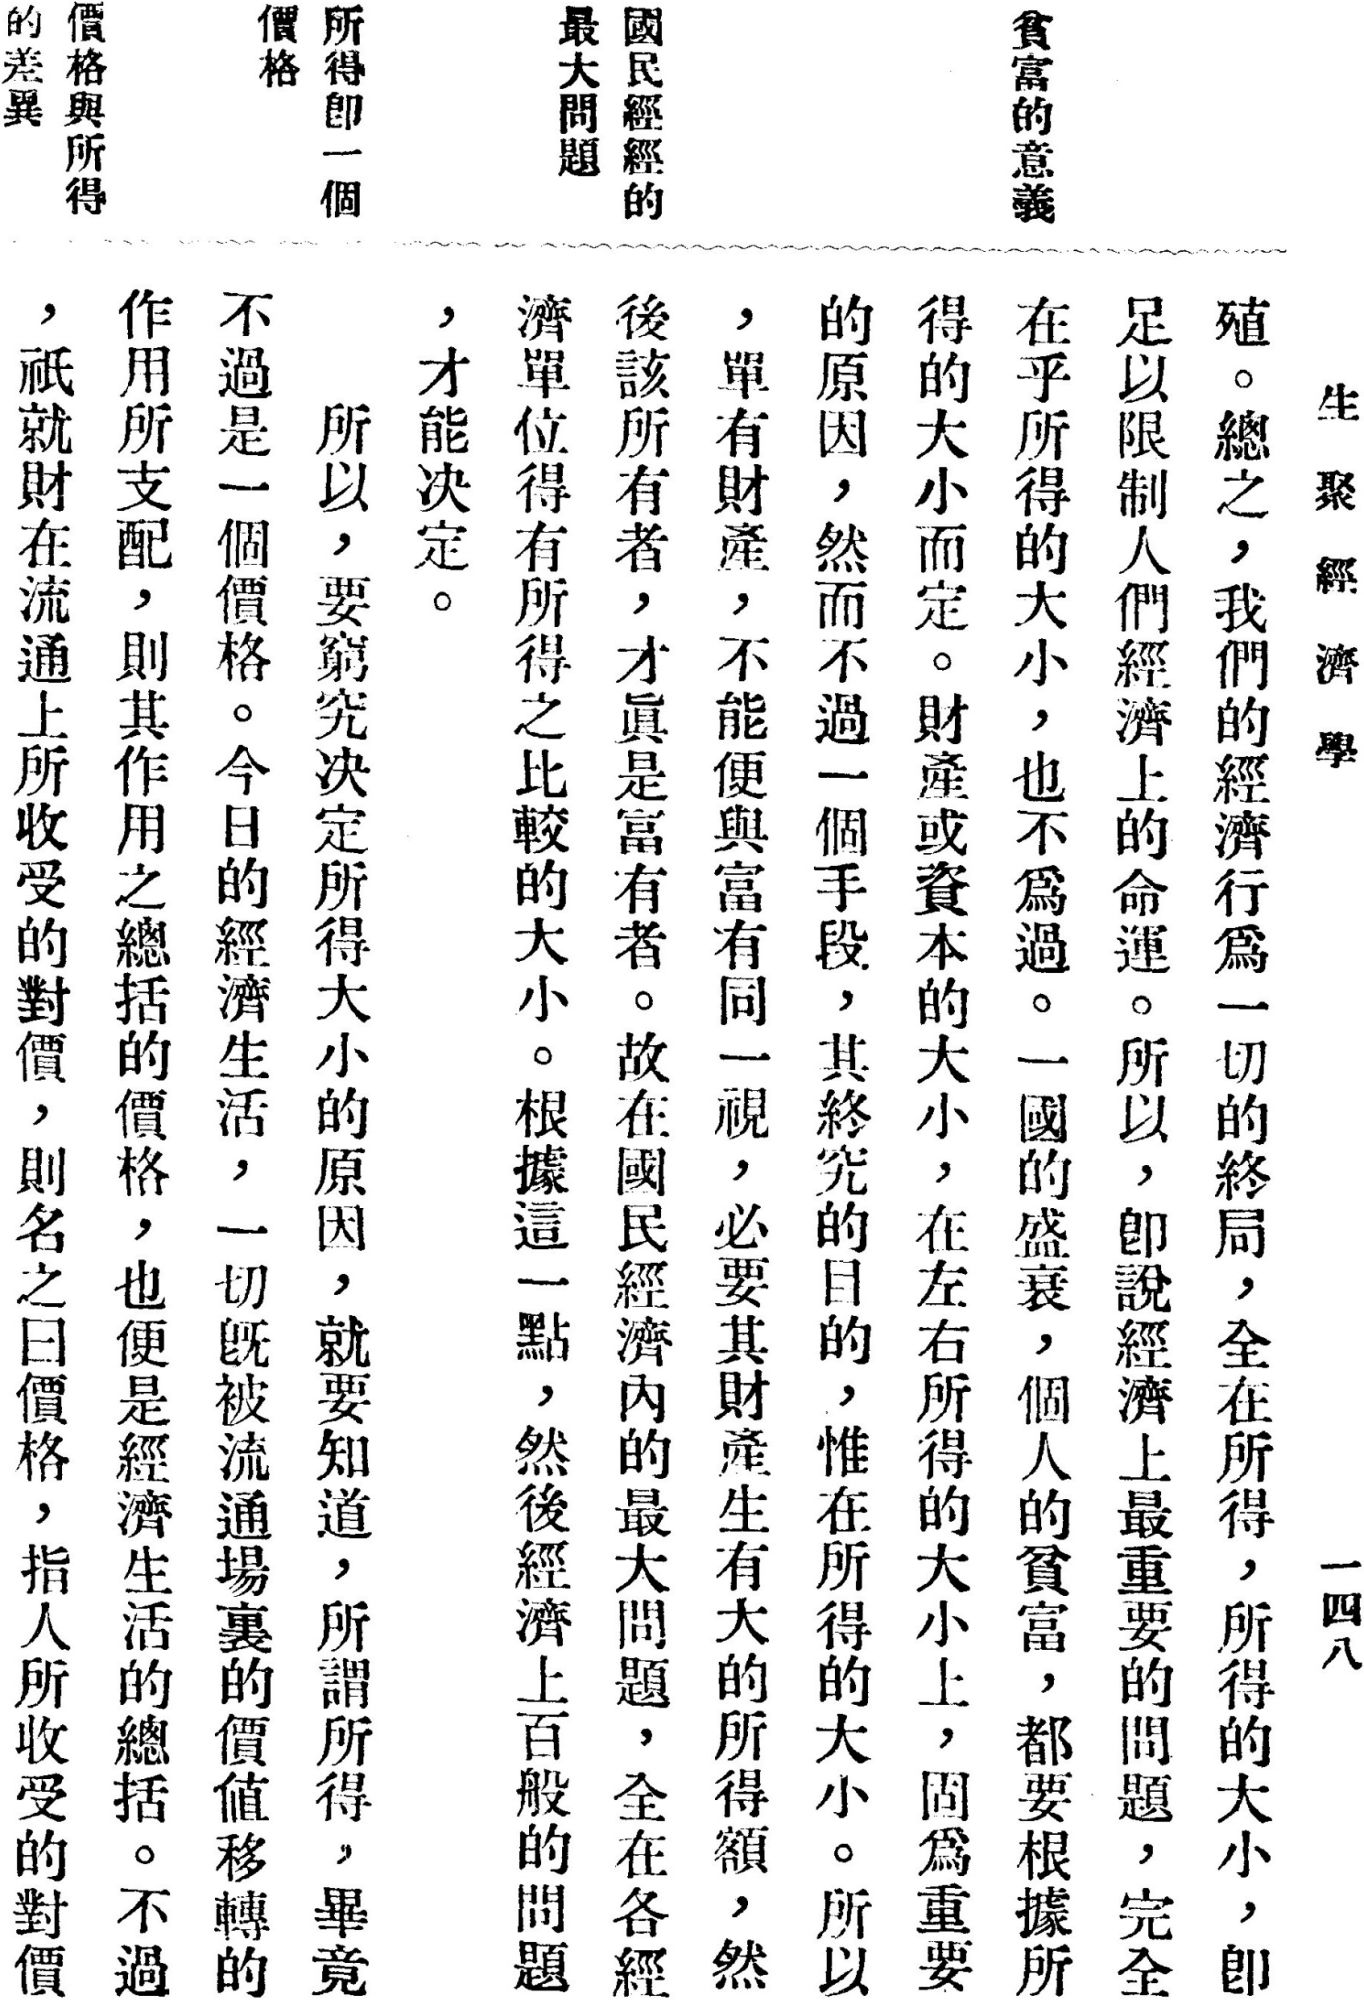 生聚經濟學
一四八
殖。總之，我們的經濟行爲一切的終局，全在所得，所得的大小，卽
足以限制人們經濟上的命運。所以，卽說經濟上最重要的問題，完全
在乎所得的大小，也不爲過。一國的盛衰，個人的貧富，都要根據所
得的大小而定。財產或資本的大小，在左右所得的大小上，固爲重要
的原因，然而不過一個手段，其終究的目的，惟在所得的大小。所以
，單有財產，不能便與富有同一視，必要其財產生有大的所得額，然
後該所有者，才眞是富有者。故在國民經濟內的最大問題，全在各經
濟單位得有所得之比較的大小。根據這一點，然後經濟上百般的問題
，才能決定。
所以，要窮究決定所得大小的原因，就要知道，所謂所得，畢竟
不過是一個價格。今日的經濟生活，一切旣被流通場裏的價值移轉的
作用所支配，則其作用之總括的價格，也便是經濟生活的總括。不過
，祇就財在流通上所收受的對價，則名之曰價格，指人所收受的對價
貧富的意義
國民經經的
最大問題
所得卽一個
價格
價格與所得
的差異